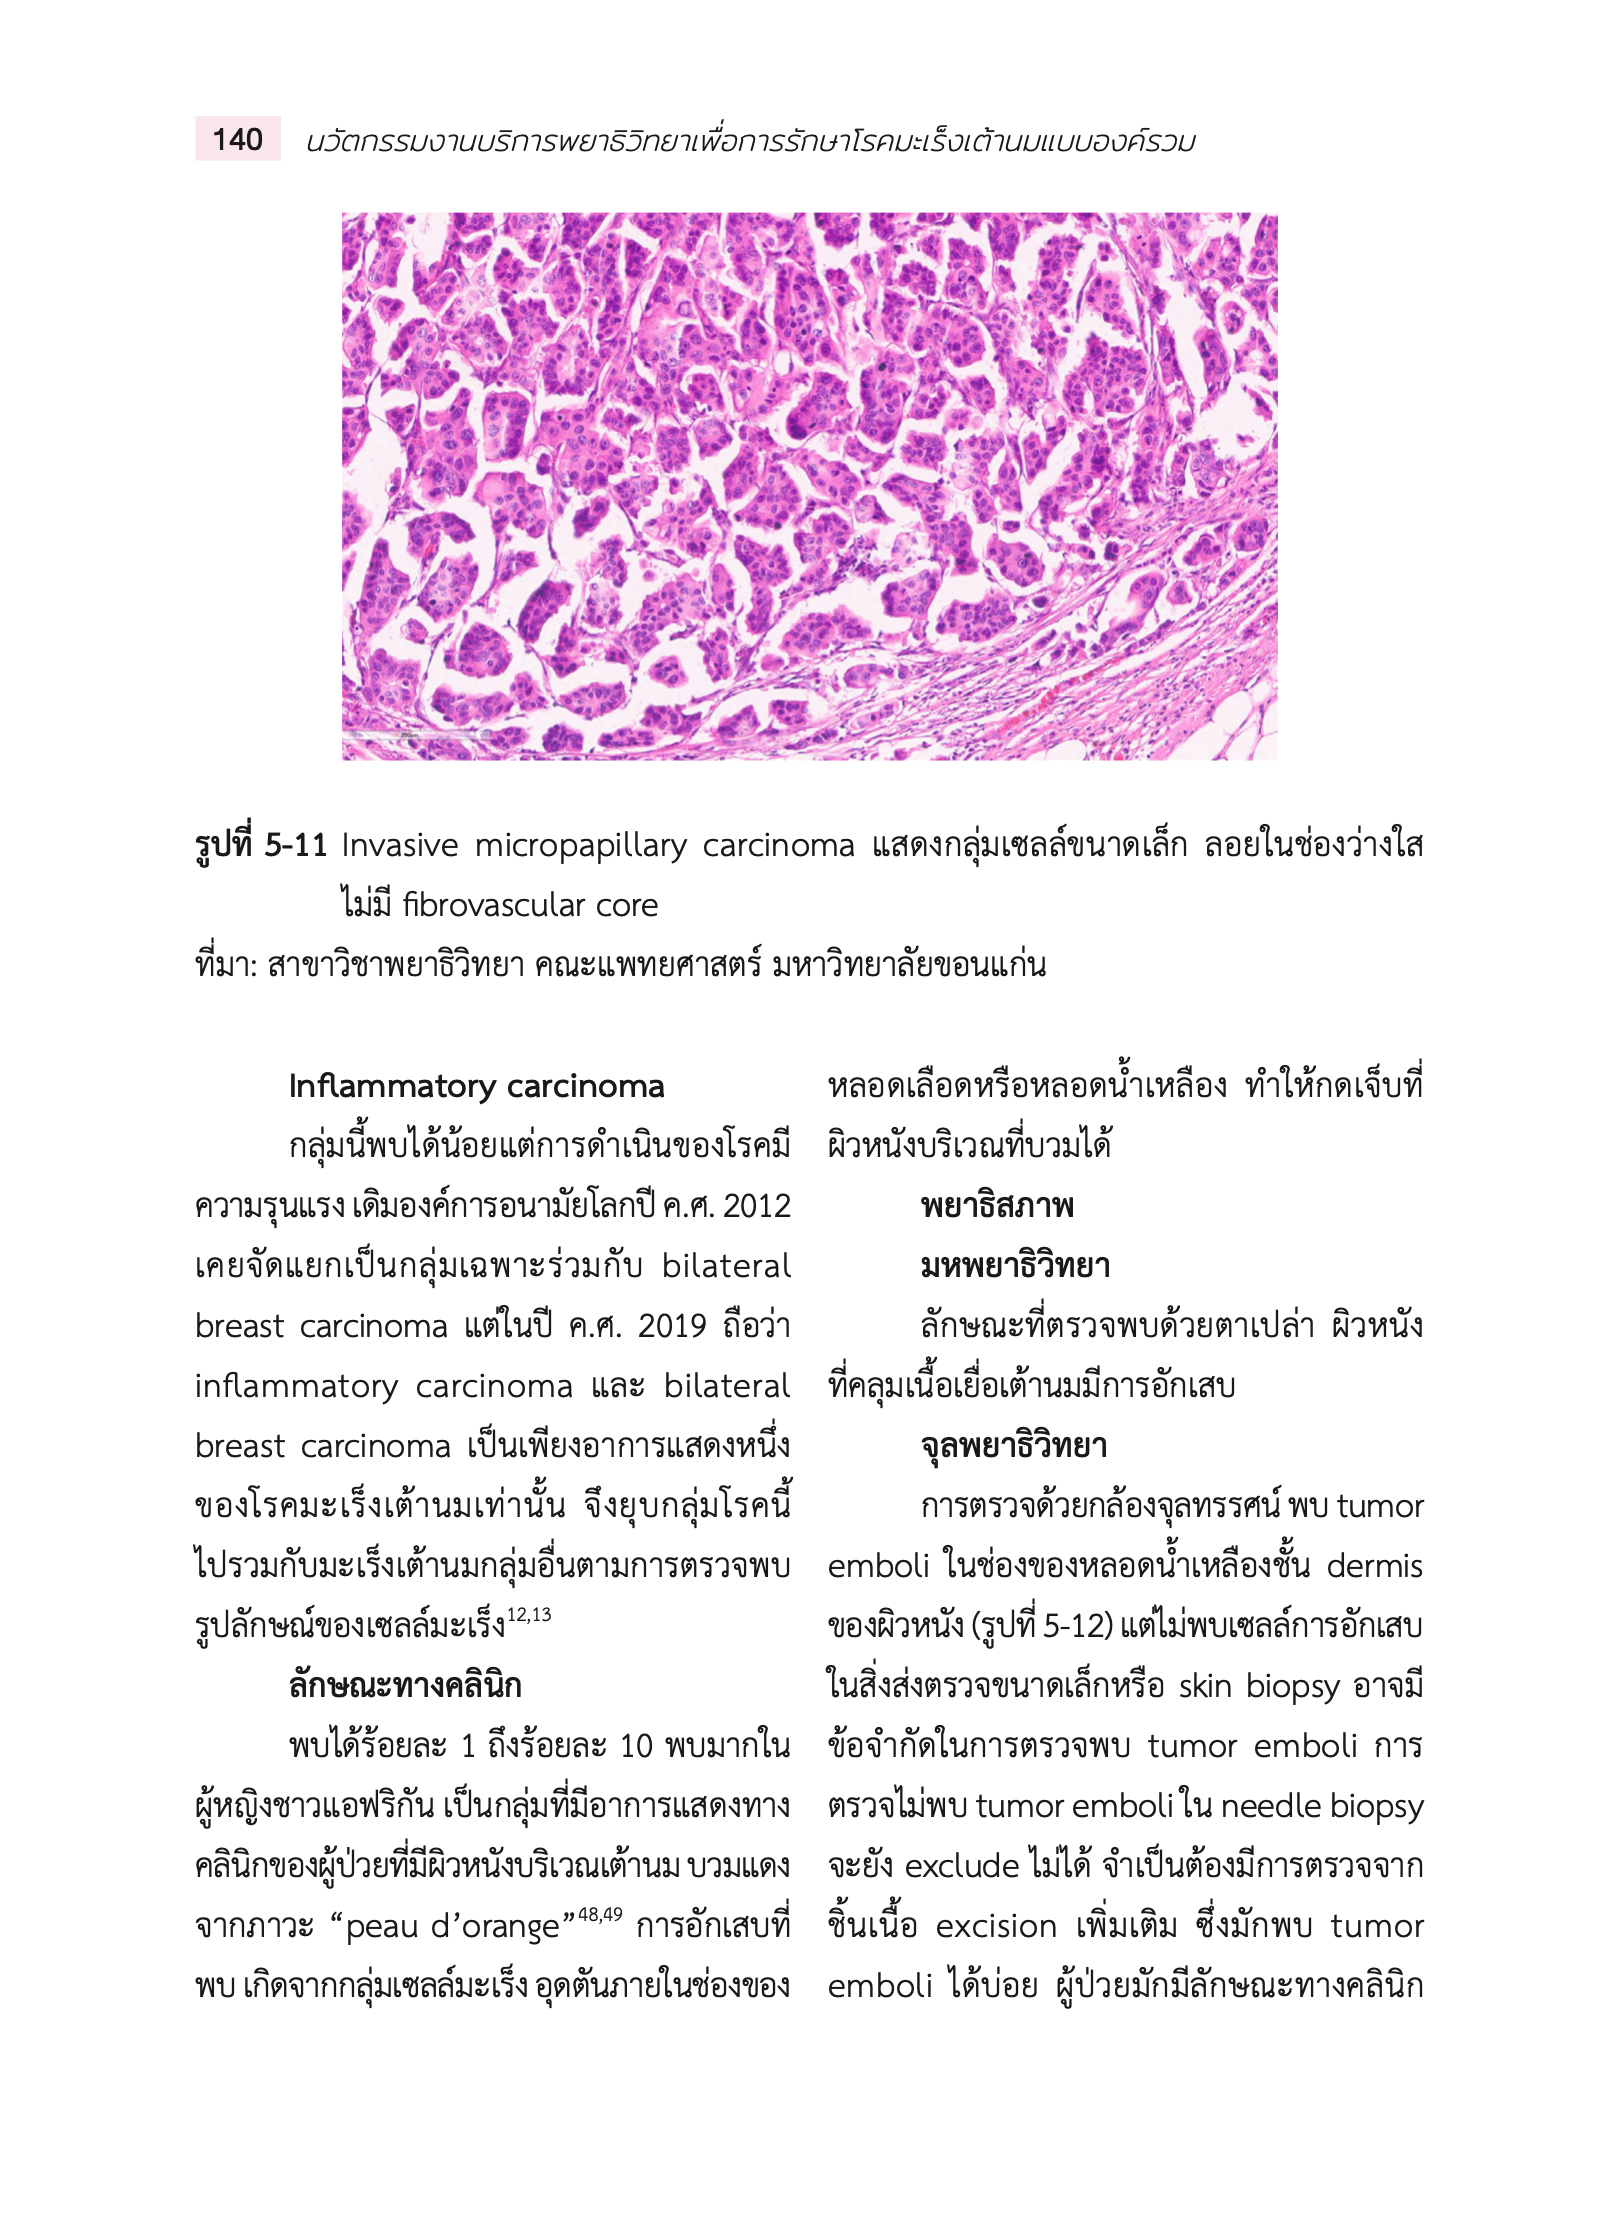 140 นวัตกรรมงานบริการพยาธิวิทยาเพื่อการรักษาโรคมะเร็งเต้านมแบบองค์รวม
200um
รูปที่ 5-11 Invasive micropapillary carcinoma แสดงกลุ่มเซลล์ขนาดเล็ก ลอยในช่องว่างใส
ไม่มี fibrovascular core
ที่มา: สาขาวิชาพยาธิวิทยา คณะแพทยศาสตร์ มหาวิทยาลัยขอนแก่น
Inflammatory carcinoma
กลุ่มนี้พบได้น้อยแต่การดำเนินของโรคมี
ความรุนแรง เดิมองค์การอนามัยโลกปี ค.ศ. 2012
เคยจัดแยกเป็นกลุ่มเฉพาะร่วมกับ bilateral
breast carcinoma แต่ในปี ค.ศ. 2019 ถือว่า
inflammatory carcinoma และ bilateral
breast carcinoma เป็นเพียงอาการแสดงหนึ่ง
ของโรคมะเร็งเต้านมเท่านั้น จึงยุบกลุ่มโรคนี้
ไปรวมกับมะเร็งเต้านมกลุ่มอื่นตามการตรวจพบ
รูปลักษณ์ของเซลล์มะเร็ง12,13
ลักษณะทางคลินิก
พบได้ร้อยละ 1 ถึงร้อยละ 10 พบมากใน
ผู้หญิงชาวแอฟริกัน เป็นกลุ่มที่มีอาการแสดงทาง
คลินิกของผู้ป่วยที่มีผิวหนังบริเวณเต้านม บวมแดง
จากภาวะ “peau d’orange”48,49 การอักเสบที่
พบ เกิดจากกลุ่มเซลล์มะเร็ง อุดตันภายในช่องของ
หลอดเลือดหรือหลอดน้ำเหลือง ทำให้กดเจ็บที่
ผิวหนังบริเวณที่บวมได้
พยาธิสภาพ
มหพยาธิวิทยา
ลักษณะที่ตรวจพบด้วยตาเปล่า ผิวหนัง
ที่คลุมเนื้อเยื่อเต้านมมีการอักเสบ
จุลพยาธิวิทยา
การตรวจด้วยกล้องจุลทรรศน์ พบ tumor
emboli ในช่องของหลอดน้ำเหลืองชั้น dermis
ของผิวหนัง (รูปที่ 5-12) แต่ไม่พบเซลล์การอักเสบ
ในสิ่งส่งตรวจขนาดเล็กหรือ skin biopsy อาจมี
ข้อจำกัดในการตรวจพบ tumor emboli การ
ตรวจไม่พบ tumor emboli ใน needle biopsy
จะยัง exclude ไม่ได้ จำเป็นต้องมีการตรวจจาก
ชิ้นเนื้อ excision เพิ่มเติม ซึ่งมักพบ tumor
emboli ได้บ่อย ผู้ป่วยมักมีลักษณะทางคลินิก